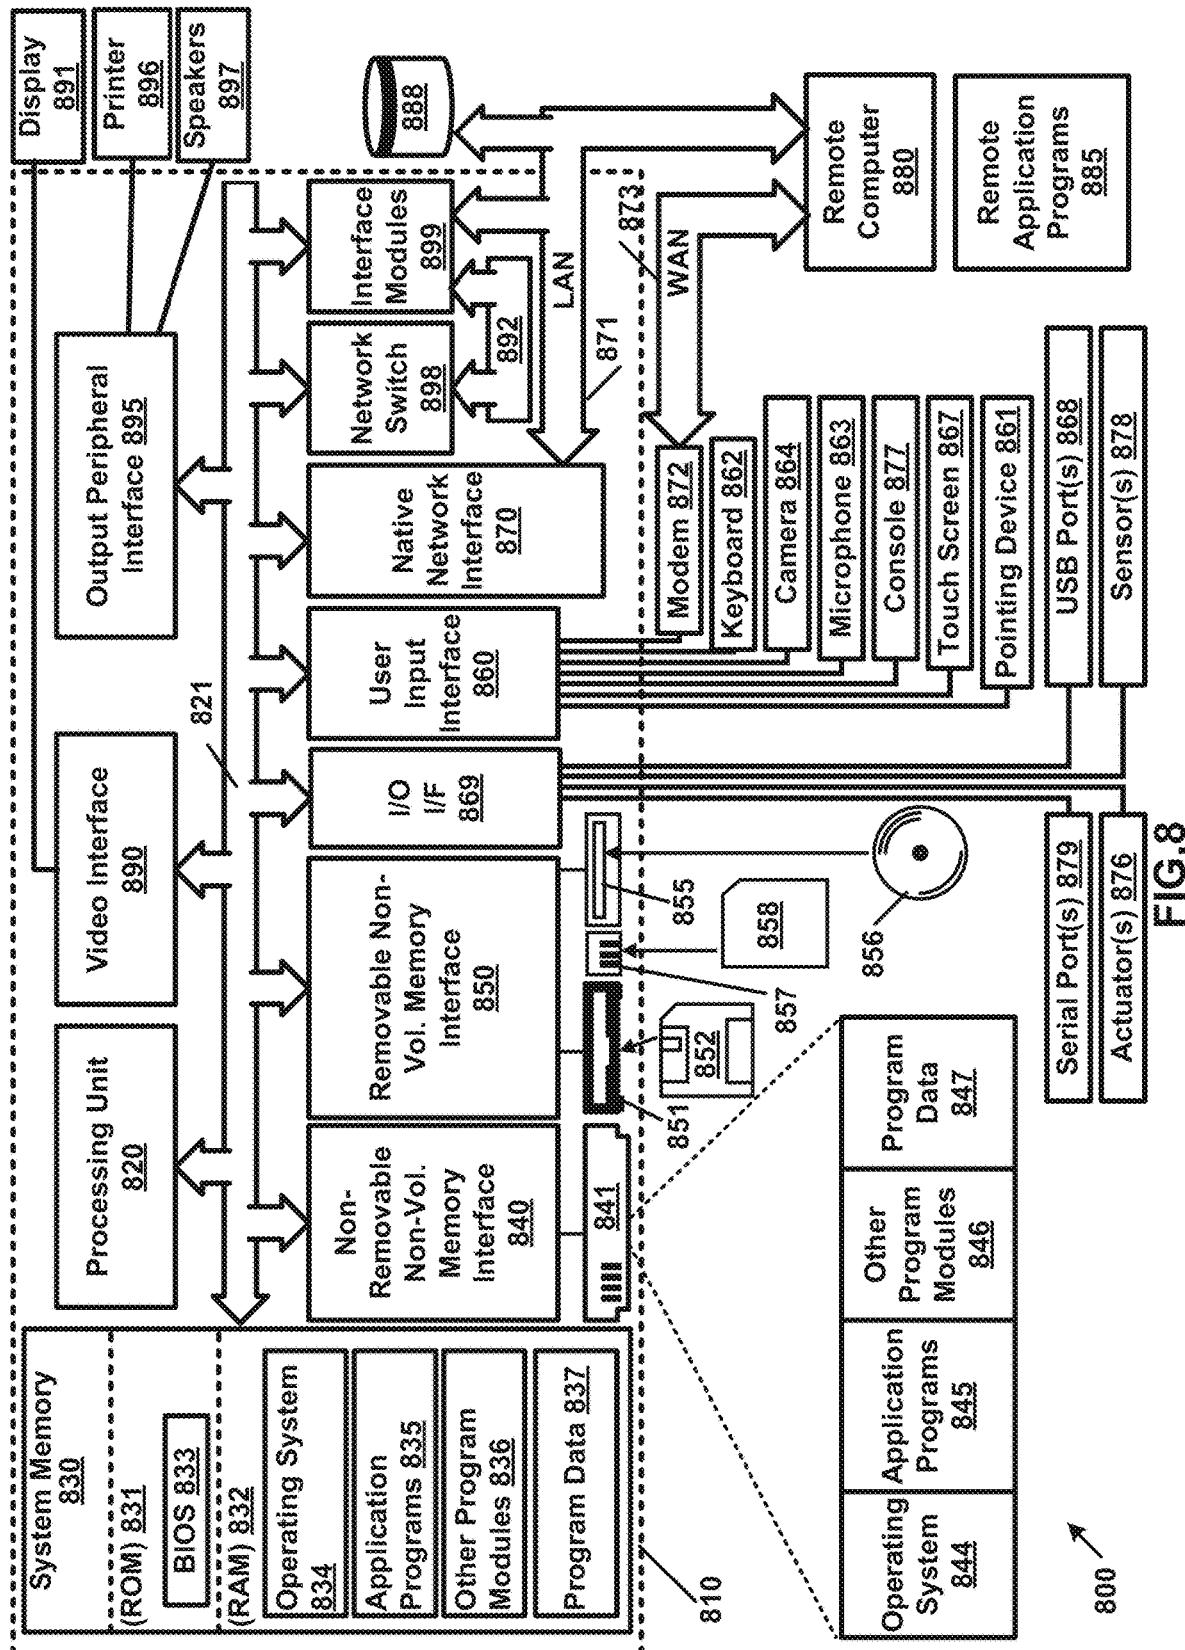 System Memory
830
(ROM) 831
BIOS 833
(RAM) 832
Operating System
834
Application
Programs 835
Other Program
Modules 836
Program Data 837
810
Processing Unit
820
Video Interface
890
Output Peripheral
Interface 895
Display
891
Printer
896
Speakers
897
821
Non-
Removable
Non-Vol.
Memory
Interface
840
Removable Non-
Vol. Memory
Interface
850
I/O
I/F
869
User
Input
Interface
860
Native
Network
Interface
870
Network
Switch
898
Interface
Modules
899
892
888
LAN
871
873
WAN
841
851
852
857
858
855
856
Modem 872
Keyboard 862
Camera 864
Microphone 863
Console 877
Touch Screen 867
Pointing Device 861
USB Port(s) 868
Sensor(s) 878
Serial Port(s) 879
Actuator(s) 876
Remote
Computer
880
Remote
Application
Programs
885
Operating
System
844
Application
Programs
845
Other
Program
Modules
846
Program
Data
847
800
FIG.8